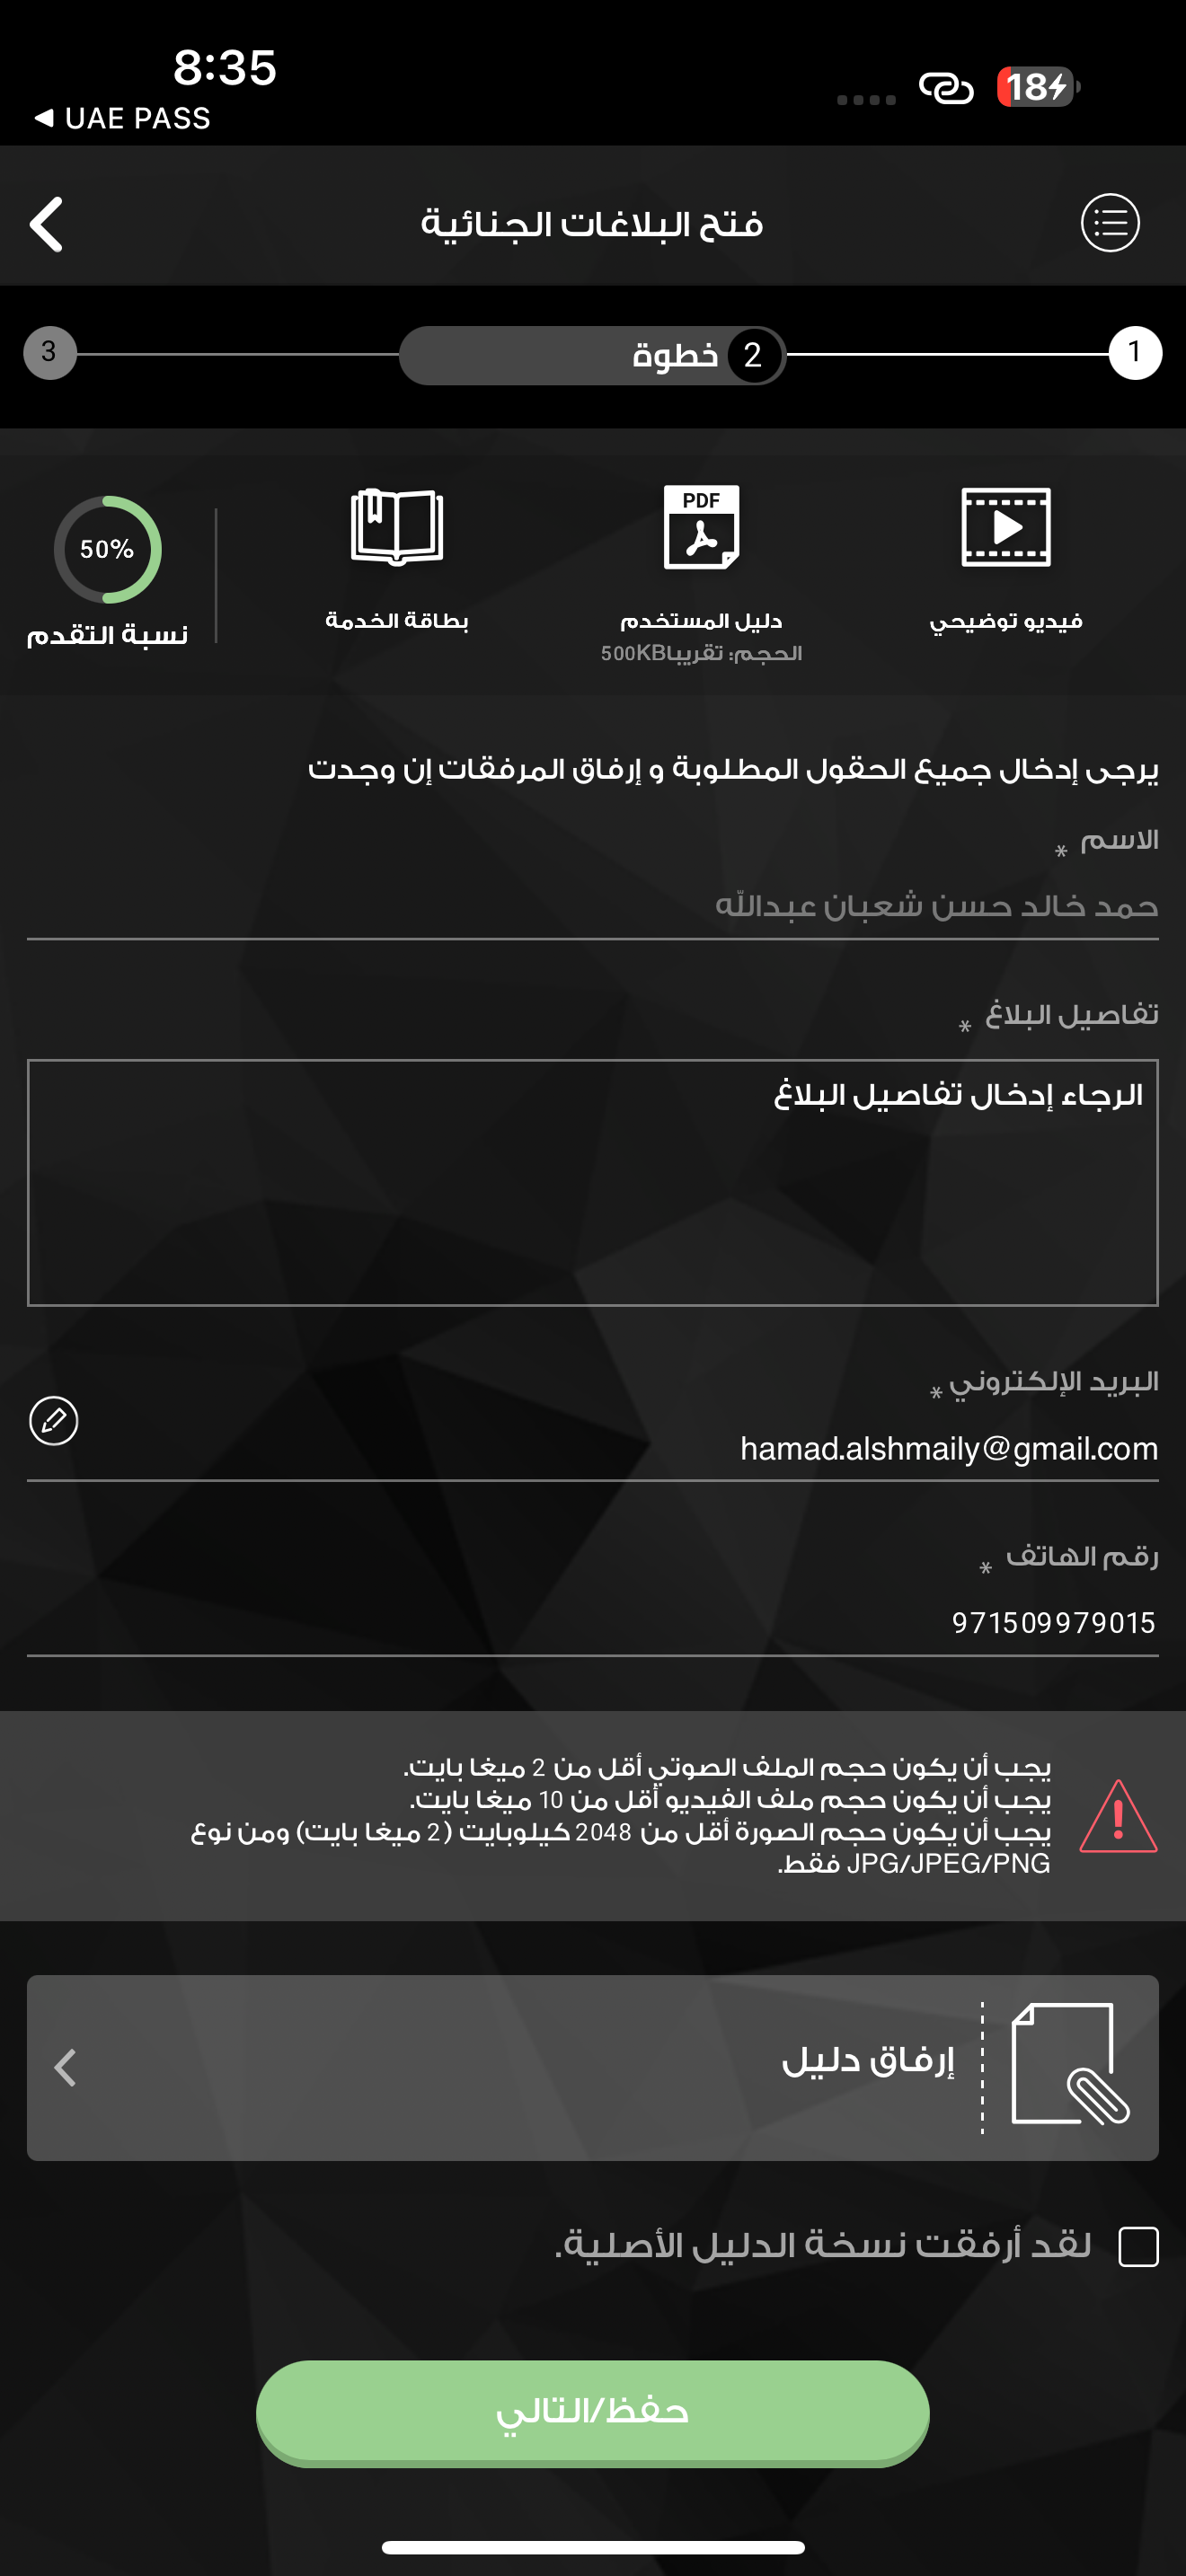 8:35
18
◀ UAE PASS
فتح البلاغات الجنائية
1
2 خطوة
3
فيديو توضيحي
PDF
دليل المستخدم
الحجم: تقريبا500KB
بطاقة الخدمة
50%
نسبة التقدم
يرجى إدخال جميع الحقول المطلوبة و إرفاق المرفقات إن وجدت
الاسم *
حمد خالد حسن شعبان عبدالله
تفاصيل البلاغ *
الرجاء إدخال تفاصيل البلاغ
البريد الإلكتروني *
hamad.alshmaily@gmail.com
رقم الهاتف *
971509979015
يجب أن يكون حجم الملف الصوتي أقل من 2 ميغا بايت.
يجب أن يكون حجم ملف الفيديو أقل من 10 ميغا بايت.
يجب أن يكون حجم الصورة أقل من 2048 كيلوبايت (2 ميغا بايت) ومن نوع
JPG/JPEG/PNG فقط.
إرفاق دليل
لقد أرفقت نسخة الدليل الأصلية.
حفظ/التالي